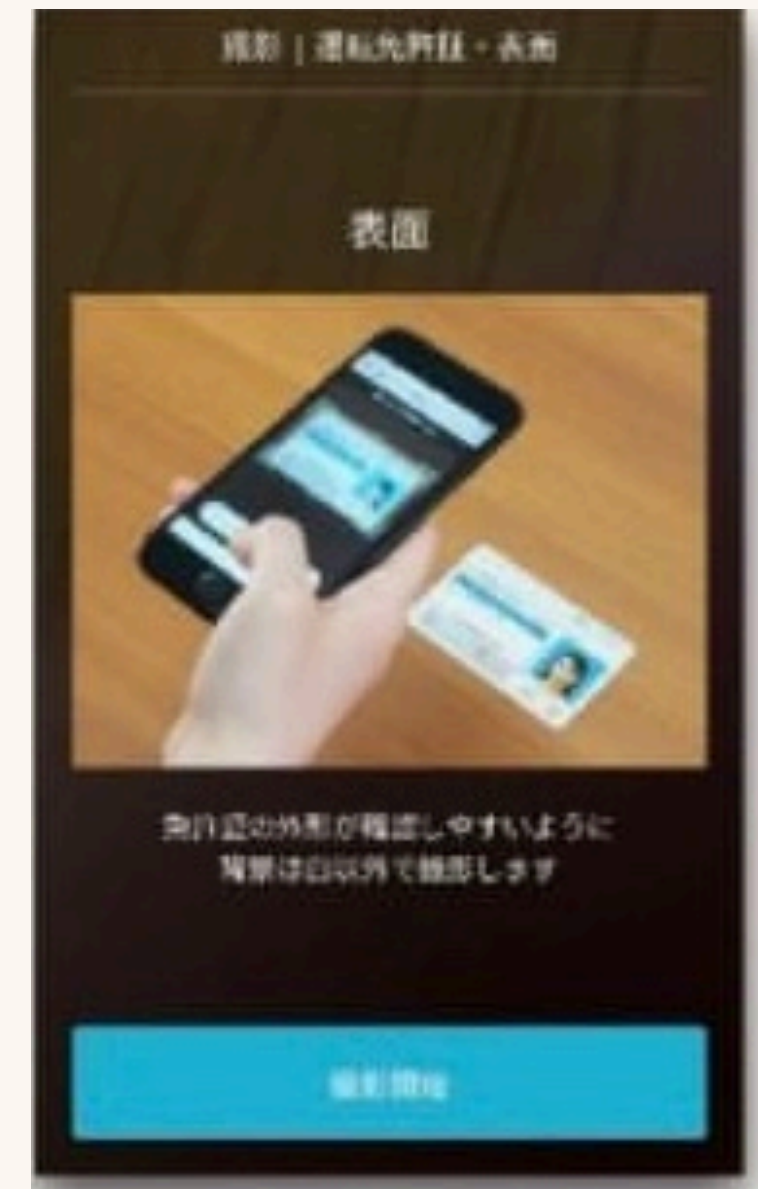 撮影 | 運転免許証・表面
表面
免許証の外形が確認しやすいように
背景は白以外で撮影します
撮影開始